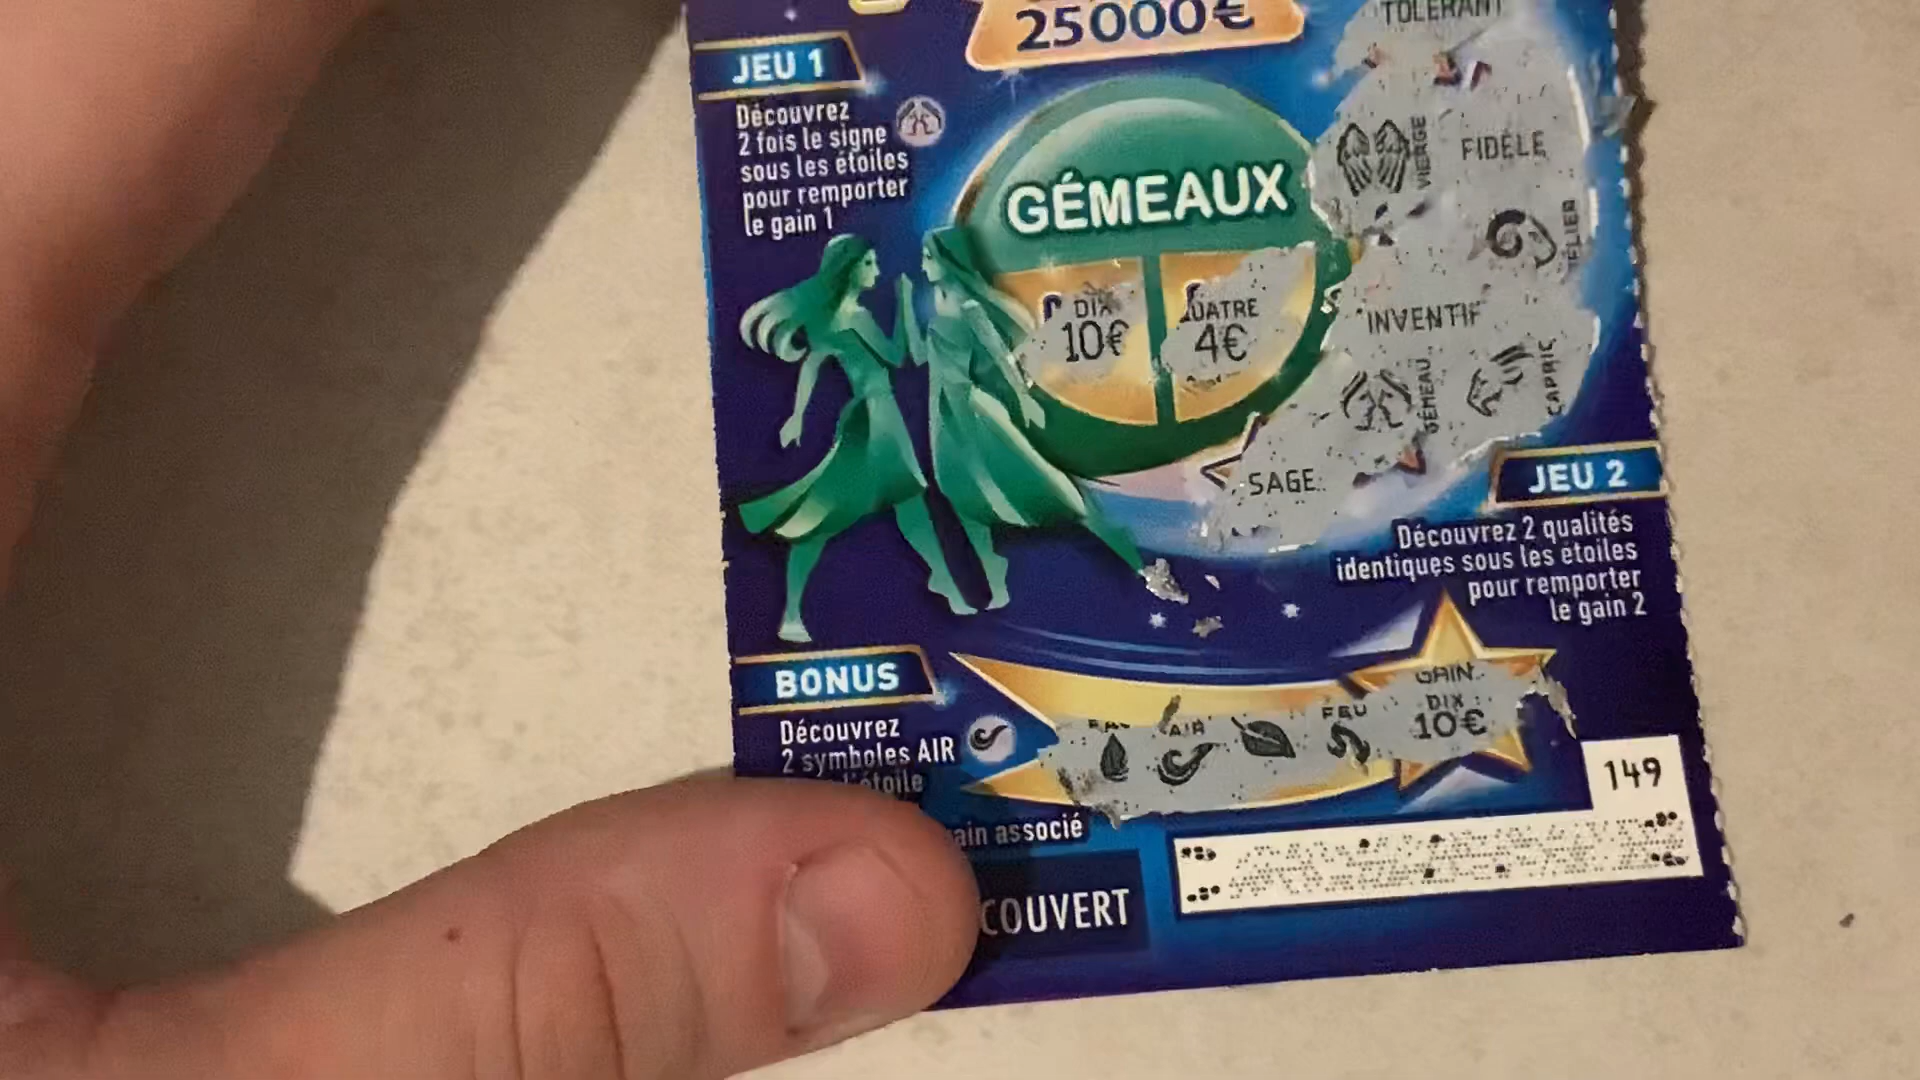 25000€
TOLÉRANT
JEU 1
Découvrez
2 fois le signe
sous les étoiles
pour remporter
le gain 1
GÉMEAUX
VIERGE
FIDÈLE
DIX
10€
4€
INVENTIF
GÉMEAU
CAPRIC
SAGE
JEU 2
Découvrez 2 qualités
identiques sous les étoiles
pour remporter
le gain 2
BONUS
Découvrez
2 symboles AIR
l'étoile
ain associé
AIR
FEU
GAIN
DIX
10€
149
COUVERT